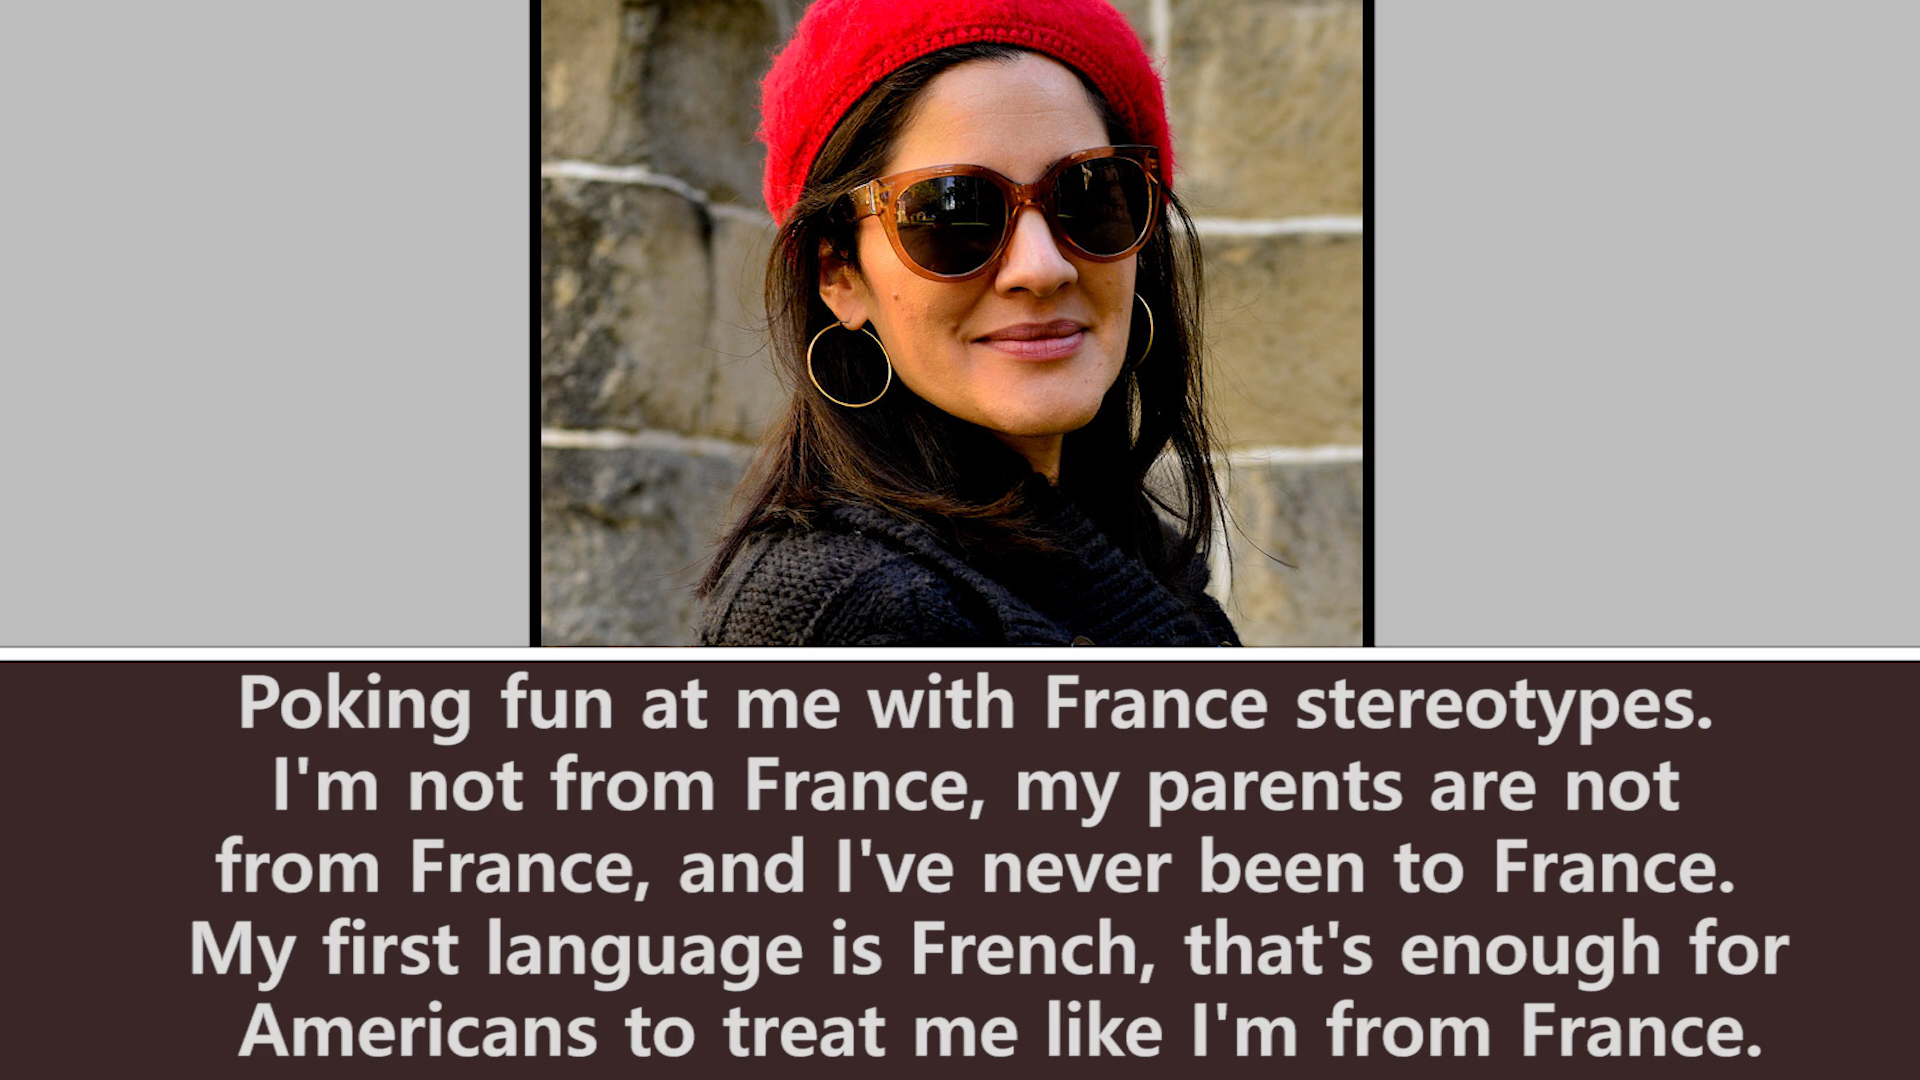 Poking fun at me with France stereotypes.
I'm not from France, my parents are not
from France, and I've never been to France.
My first language is French, that's enough for
Americans to treat me like I'm from France.